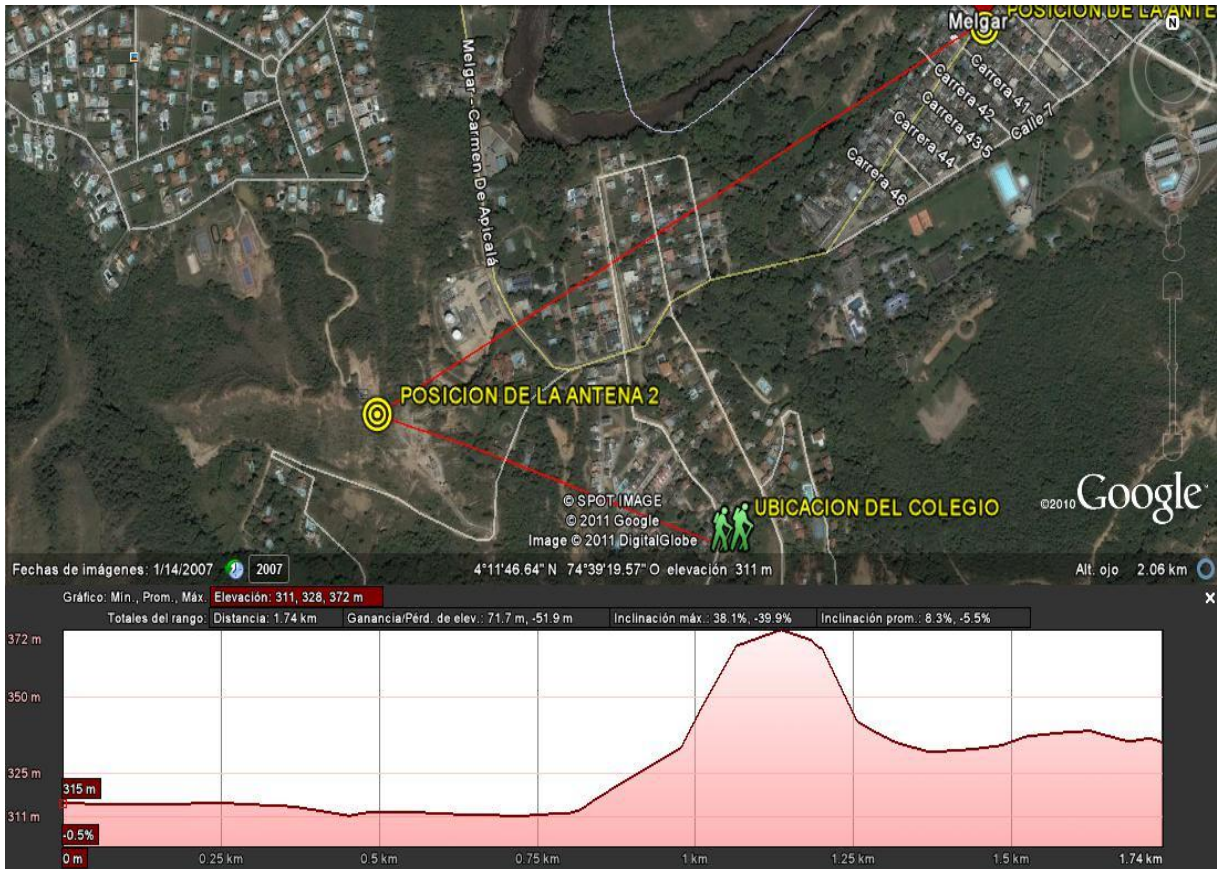 POSICION DE LA ANTE
Melgar
N
Melgar - Carmen De Apicalá
Carrera 41
Carrera 42
Calle 7
Carrera 43-5
Carrera 44
Carrera 46
POSICION DE LA ANTENA 2
©2010 Google
© SPOT IMAGE
© 2011 Google
Image © 2011 DigitalGlobe
UBICACION DEL COLEGIO
Fechas de imágenes: 1/14/2007 2007 4°11'46.64" N 74°39'19.57" O elevación 311 m Alt. ojo 2.06 km
Gráfico: Mín., Prom., Máx. Elevación: 311, 328, 372 m X
Totales del rango: Distancia: 1.74 km Ganancia/Pérd. de elev.: 71.7 m, -51.9 m Inclinación máx.: 38.1%, -39.9% Inclinación prom.: 8.3%, -5.5%
372 m
350 m
325 m
315 m
311 m
-0.5%
0 m 0.25 km 0.5 km 0.75 km 1 km 1.25 km 1.5 km 1.74 km